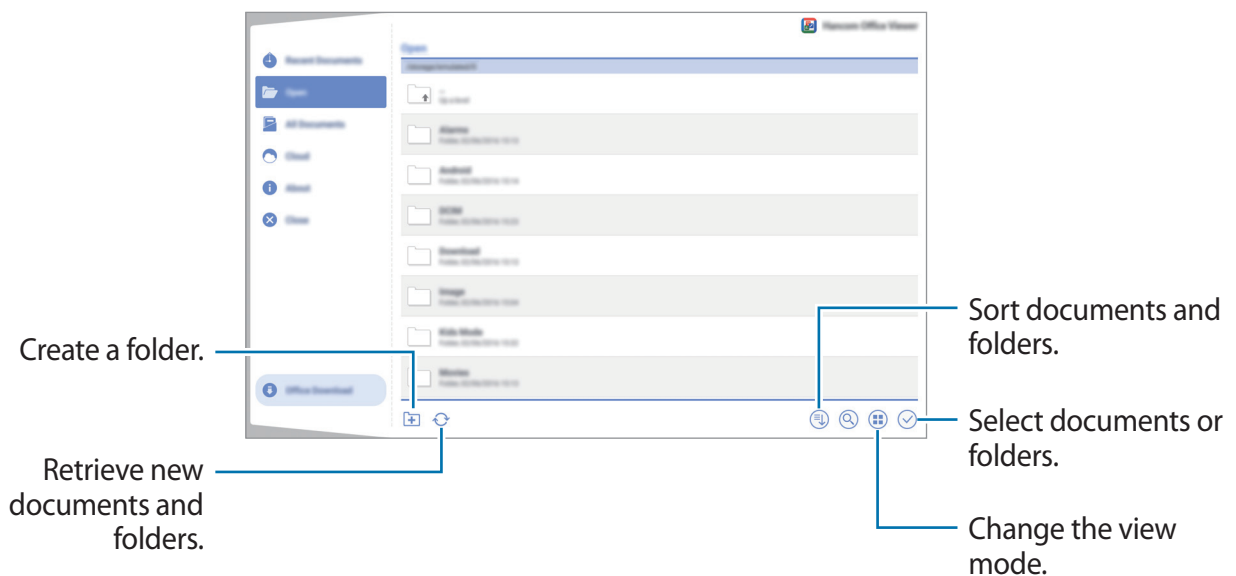 Hancom Office Viewer
Recent Documents
Open
Open
All Documents
Cloud
About
Close
Up a level
Alarms
Android
DCIM
Download
Image
Kids Mode
Movies
Office Download
Create a folder.
Retrieve new
documents and
folders.
Sort documents and
folders.
Select documents or
folders.
Change the view
mode.